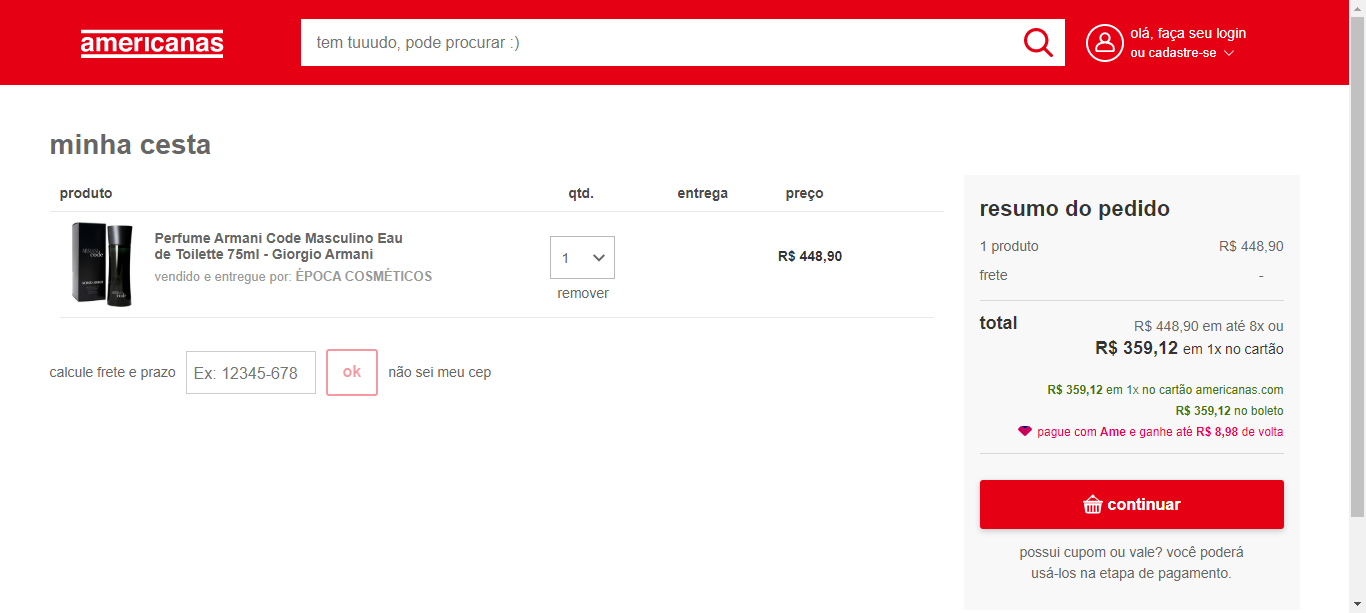 americanas
tem tuuudo, pode procurar :)
olá, faça seu login
ou cadastre-se
minha cesta
produto qtd. entrega preço
Perfume Armani Code Masculino Eau
de Toilette 75ml - Giorgio Armani
vendido e entregue por: ÉPOCA COSMÉTICOS
1
remover
R$ 448,90
calcule frete e prazo Ex: 12345-678 ok não sei meu cep
resumo do pedido
1 produto R$ 448,90
frete -
total R$ 448,90 em até 8x ou
R$ 359,12 em 1x no cartão
R$ 359,12 em 1x no cartão americanas.com
R$ 359,12 no boleto
pague com Ame e ganhe até R$ 8,98 de volta
continuar
possui cupom ou vale? você poderá
usá-los na etapa de pagamento.